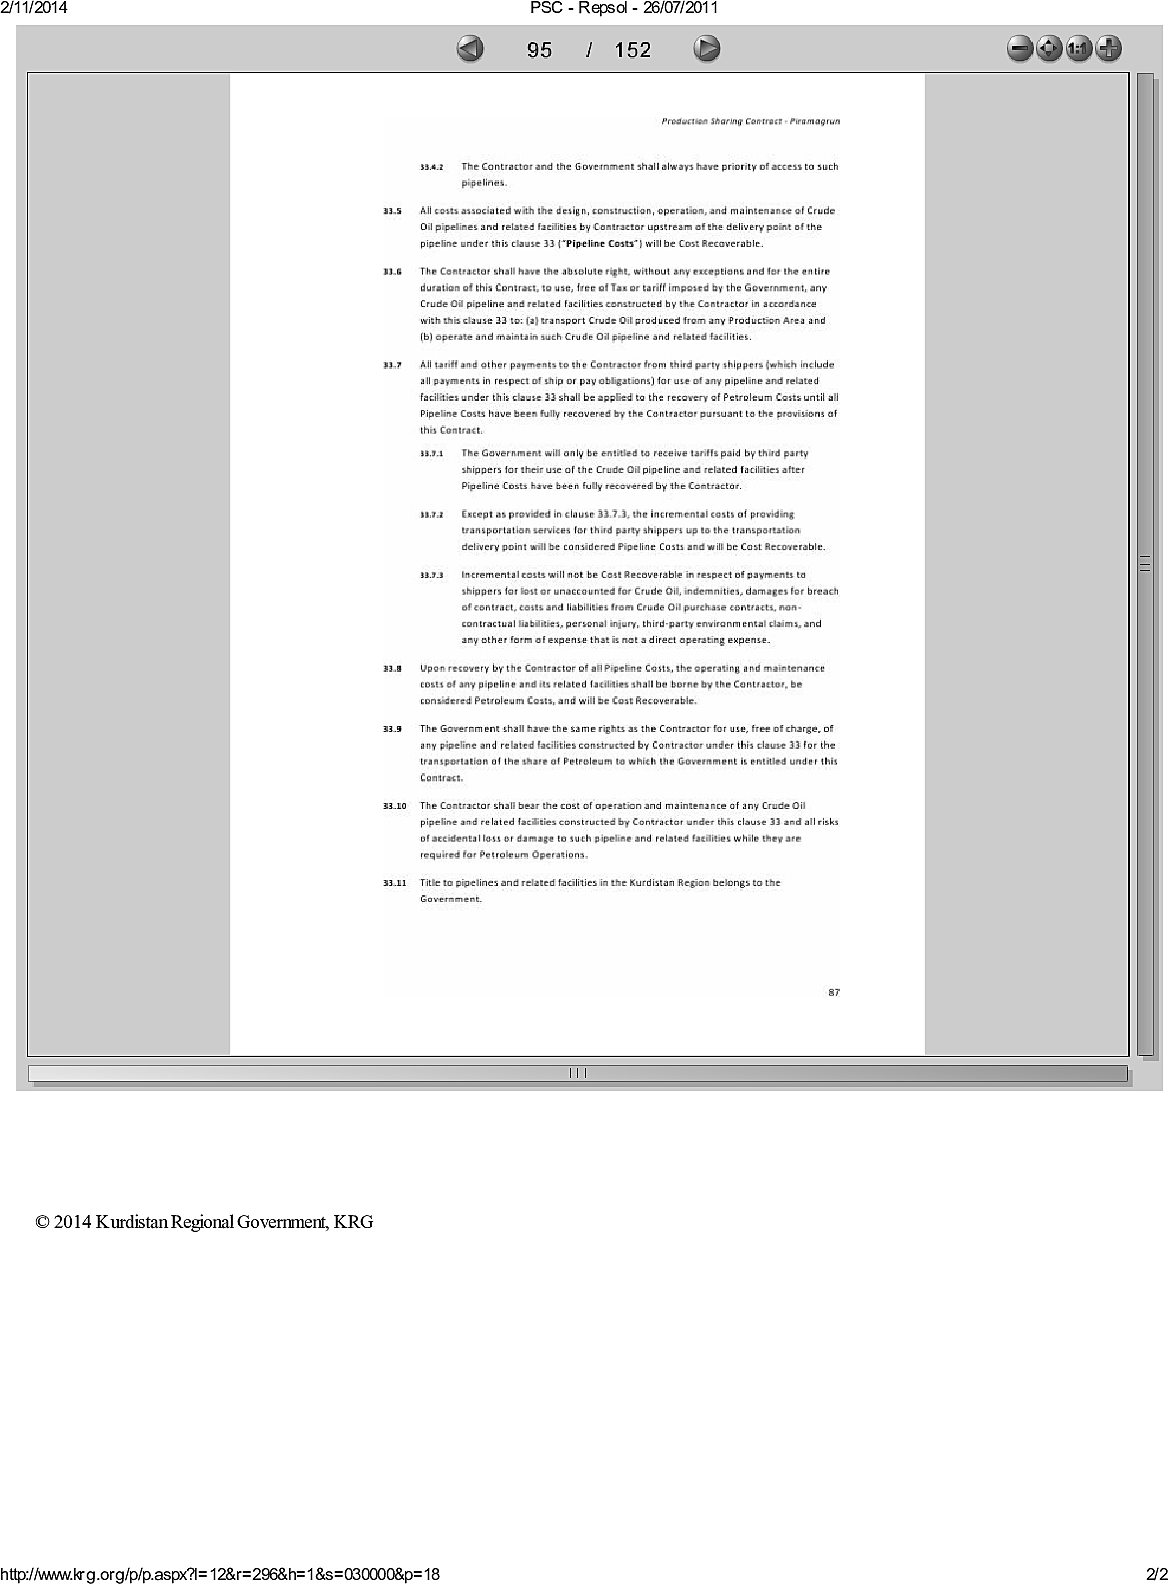 2/11/2014 PSC - Repsol - 26/07/2011
95 / 152
1:1
Production Sharing Contract - Piramagrun
33.4.2 The Contractor and the Government shall always have priority of access to such
pipelines.
33.5 All costs associated with the design, construction, operation, and maintenance of Crude
Oil pipelines and related facilities by Contractor upstream of the delivery point of the
pipeline under this clause 33 ("Pipeline Costs") will be Cost Recoverable.
33.6 The Contractor shall have the absolute right, without any exceptions and for the entire
duration of this Contract, to use, free of Tax or tariff imposed by the Government, any
Crude Oil pipeline and related facilities constructed by the Contractor in accordance
with this clause 33 to: (a) transport Crude Oil produced from any Production Area and
(b) operate and maintain such Crude Oil pipeline and related facilities.
33.7 All tariff and other payments to the Contractor from third party shippers (which include
all payments in respect of ship or pay obligations) for use of any pipeline and related
facilities under this clause 33 shall be applied to the recovery of Petroleum Costs until all
Pipeline Costs have been fully recovered by the Contractor pursuant to the provisions of
this Contract.
33.7.1 The Government will only be entitled to receive tariffs paid by third party
shippers for their use of the Crude Oil pipeline and related facilities after
Pipeline Costs have been fully recovered by the Contractor.
33.7.2 Except as provided in clause 33.7.3, the incremental costs of providing
transportation services for third party shippers up to the transportation
delivery point will be considered Pipeline Costs and will be Cost Recoverable.
33.7.3 Incremental costs will not be Cost Recoverable in respect of payments to
shippers for lost or unaccounted for Crude Oil, indemnities, damages for breach
of contract, costs and liabilities from Crude Oil purchase contracts, non-
contractual liabilities, personal injury, third-party environmental claims, and
any other form of expense that is not a direct operating expense.
33.8 Upon recovery by the Contractor of all Pipeline Costs, the operating and maintenance
costs of any pipeline and its related facilities shall be borne by the Contractor, be
considered Petroleum Costs, and will be Cost Recoverable.
33.9 The Government shall have the same rights as the Contractor for use, free of charge, of
any pipeline and related facilities constructed by Contractor under this clause 33 for the
transportation of the share of Petroleum to which the Government is entitled under this
Contract.
33.10 The Contractor shall bear the cost of operation and maintenance of any Crude Oil
pipeline and related facilities constructed by Contractor under this clause 33 and all risks
of accidental loss or damage to such pipeline and related facilities while they are
required for Petroleum Operations.
33.11 Title to pipelines and related facilities in the Kurdistan Region belongs to the
Government.
87
© 2014 Kurdistan Regional Government, KRG
http://www.krg.org/p/p.aspx?l=12&r=296&h=1&s=030000&p=18 2/2